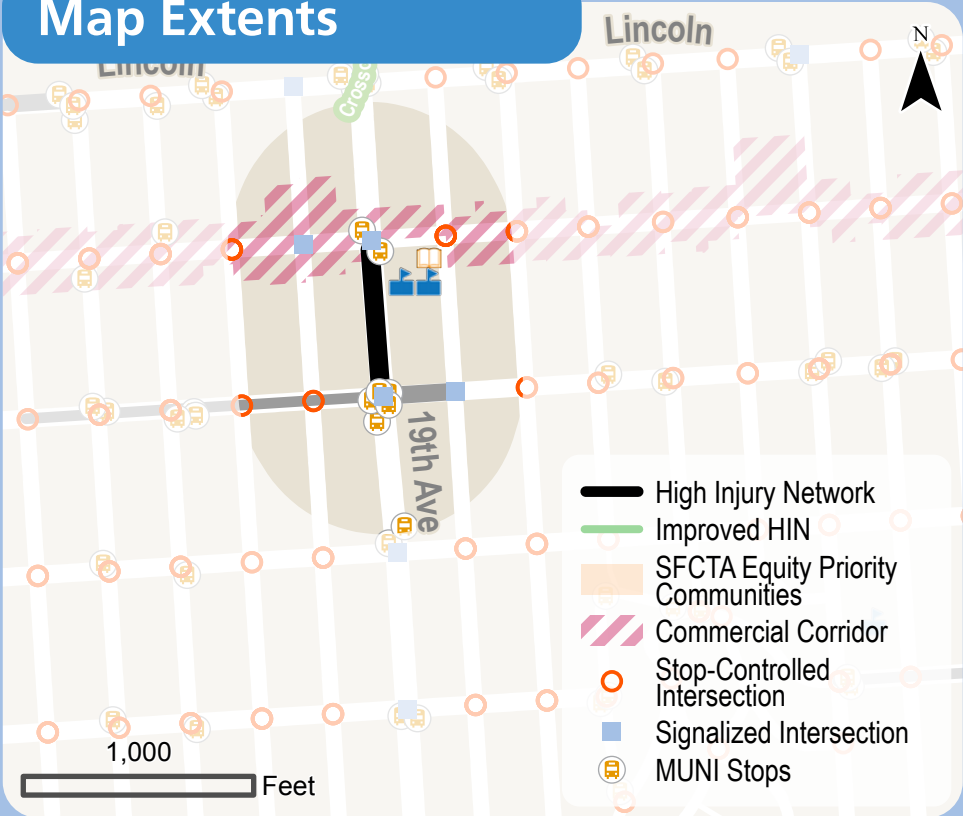 Map Extents
Lincoln
N
Lincoln
Cross
19th Ave
High Injury Network
Improved HIN
SFCTA Equity Priority
Communities
Commercial Corridor
Stop-Controlled
Intersection
Signalized Intersection
MUNI Stops
1,000
Feet